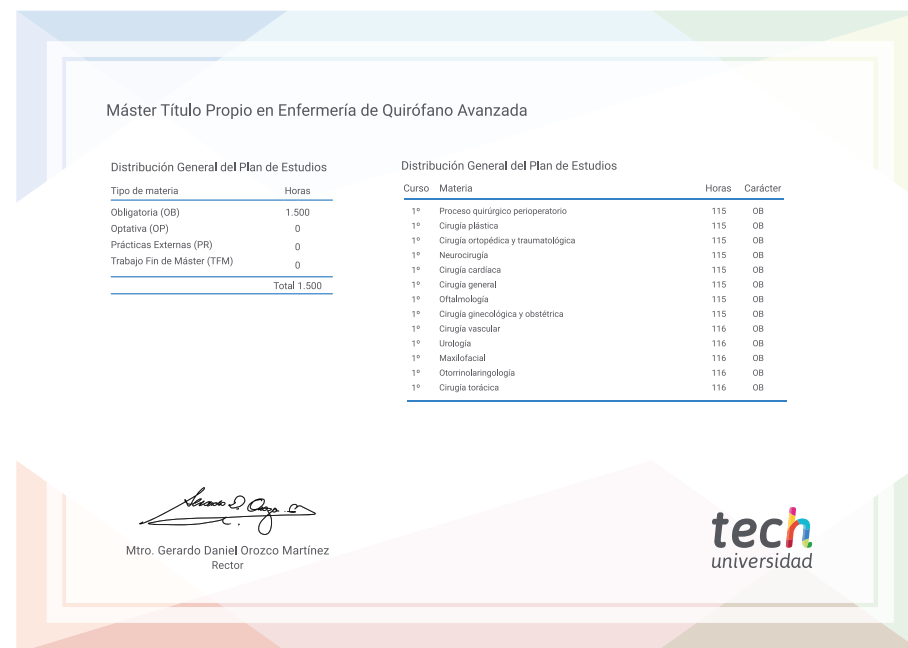 Máster Título Propio en Enfermería de Quirófano Avanzada
Distribución General del Plan de Estudios
Tipo de materia Horas
Obligatoria (OB) 1.500
Optativa (OP) 0
Prácticas Externas (PR) 0
Trabajo Fin de Máster (TFM) 0
Total 1.500
Distribución General del Plan de Estudios
Curso Materia Horas Carácter
1º Proceso quirúrgico perioperatorio 115 OB
1º Cirugía plástica 115 OB
1º Cirugía ortopédica y traumatológica 115 OB
1º Neurocirugía 115 OB
1º Cirugía cardíaca 115 OB
1º Cirugía general 115 OB
1º Oftalmología 115 OB
1º Cirugía ginecológica y obstétrica 115 OB
1º Cirugía vascular 116 OB
1º Urología 116 OB
1º Maxilofacial 116 OB
1º Otorrinolaringología 116 OB
1º Cirugía torácica 116 OB
Mtro. Gerardo Daniel Orozco Martínez
Rector
tech
universidad